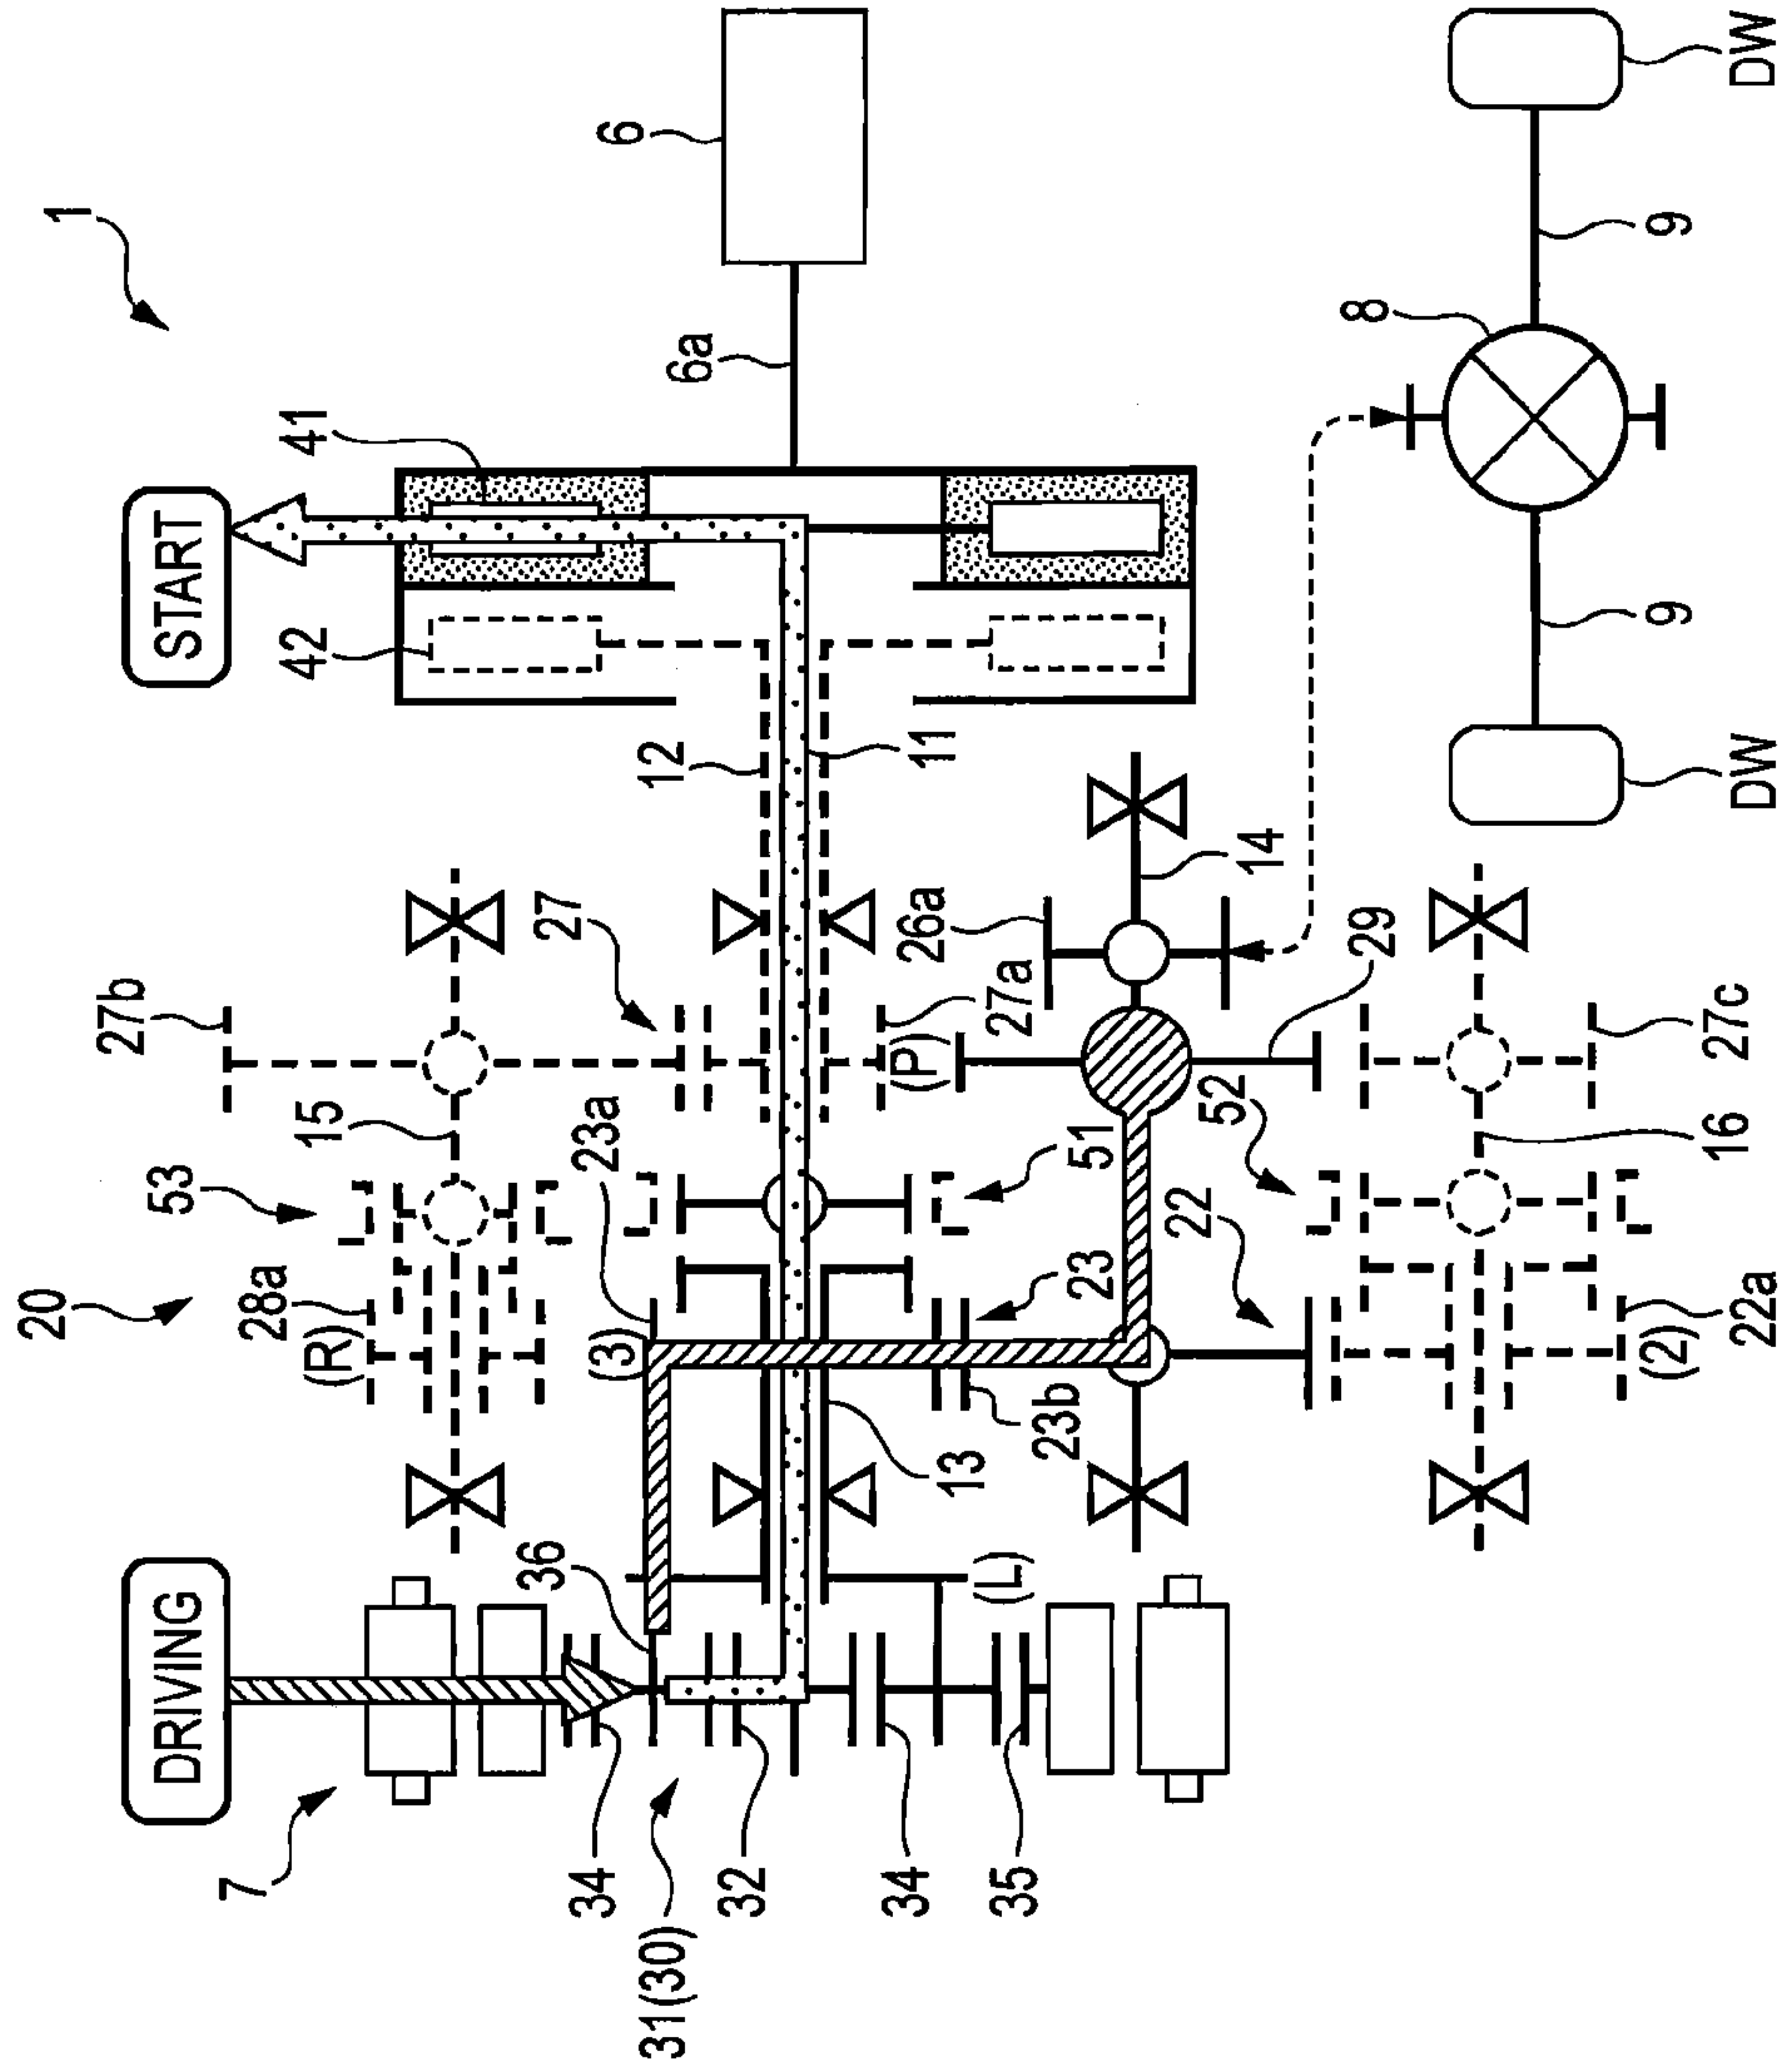 20
1
27b
DRIVING
53
START
7
28a
(R)
15
42
41
36
27
34
23a
6
(3)
31(30)
12
6a
32
34
(P)
26a
11
13
(L)
35
27a
23b
23
51
22
52
14
29
8
(2)
9
9
22a
16
27c
DW
DW